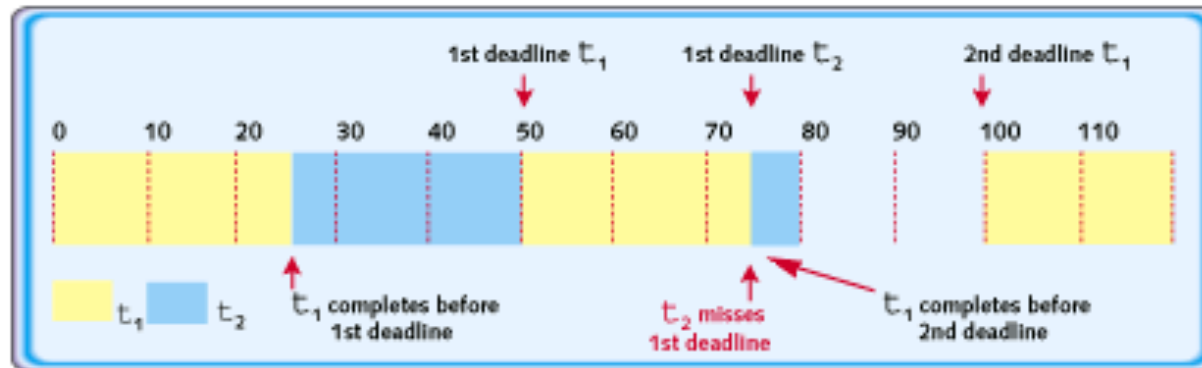 1st deadline t1 1st deadline t2 2nd deadline t1
0 10 20 30 40 50 60 70 80 90 100 110
t1 t2
t1 completes before
1st deadline
t2 misses
1st deadline
t1 completes before
2nd deadline